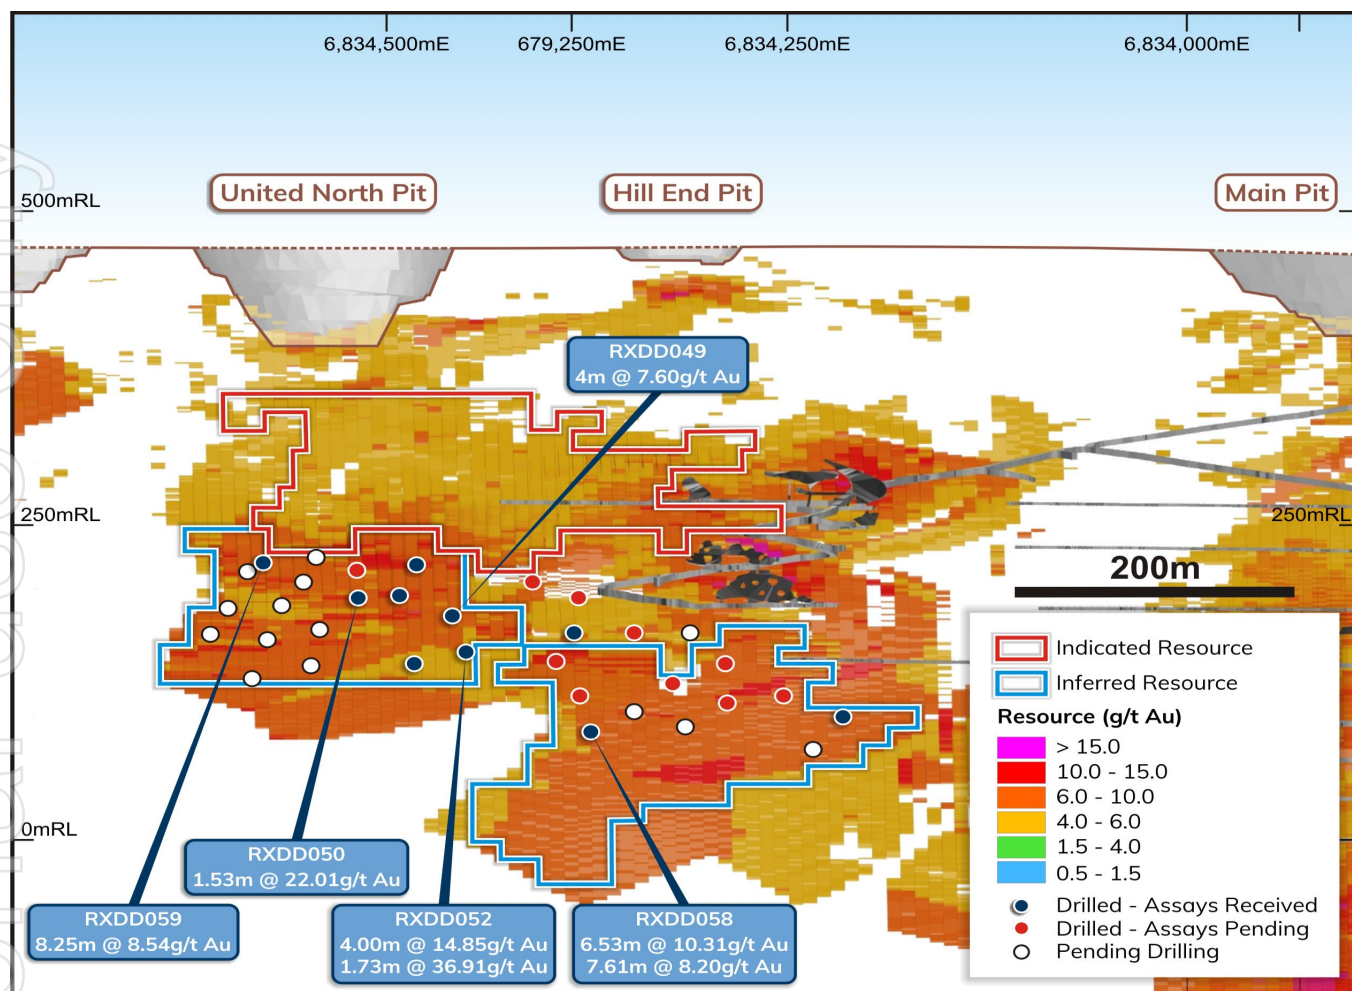 6,834,500mE
679,250mE
6,834,250mE
6,834,000mE
500mRL
United North Pit
Hill End Pit
Main Pit
RXDD049
4m @ 7.60g/t Au
250mRL
250mRL
200m
Indicated Resource
Inferred Resource
Resource (g/t Au)
> 15.0
10.0 - 15.0
6.0 - 10.0
4.0 - 6.0
1.5 - 4.0
0.5 - 1.5
Drilled - Assays Received
Drilled - Assays Pending
Pending Drilling
0mRL
RXDD050
1.53m @ 22.01g/t Au
RXDD059
8.25m @ 8.54g/t Au
RXDD052
4.00m @ 14.85g/t Au
1.73m @ 36.91g/t Au
RXDD058
6.53m @ 10.31g/t Au
7.61m @ 8.20g/t Au